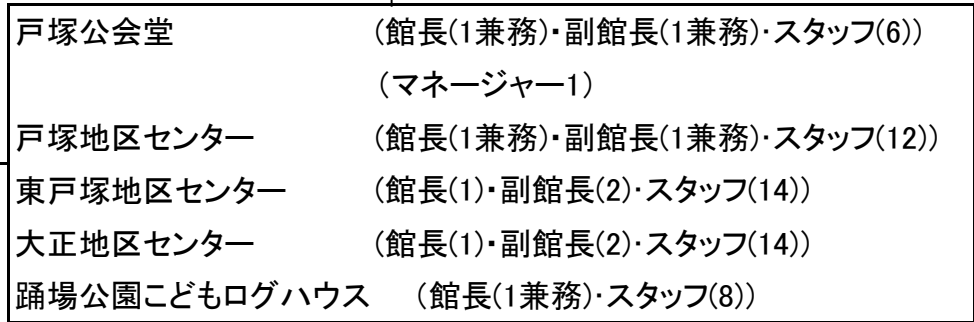 戸塚公会堂　（館長(1兼務)・副館長(1兼務)・スタッフ(6)）
（マネージャー1）
戸塚地区センター　（館長(1兼務)・副館長(1兼務)・スタッフ(12)）
東戸塚地区センター　（館長(1)・副館長(2)・スタッフ(14)）
大正地区センター　（館長(1)・副館長(2)・スタッフ(14)）
踊場公園こどもログハウス　（館長(1兼務)・スタッフ(8)）